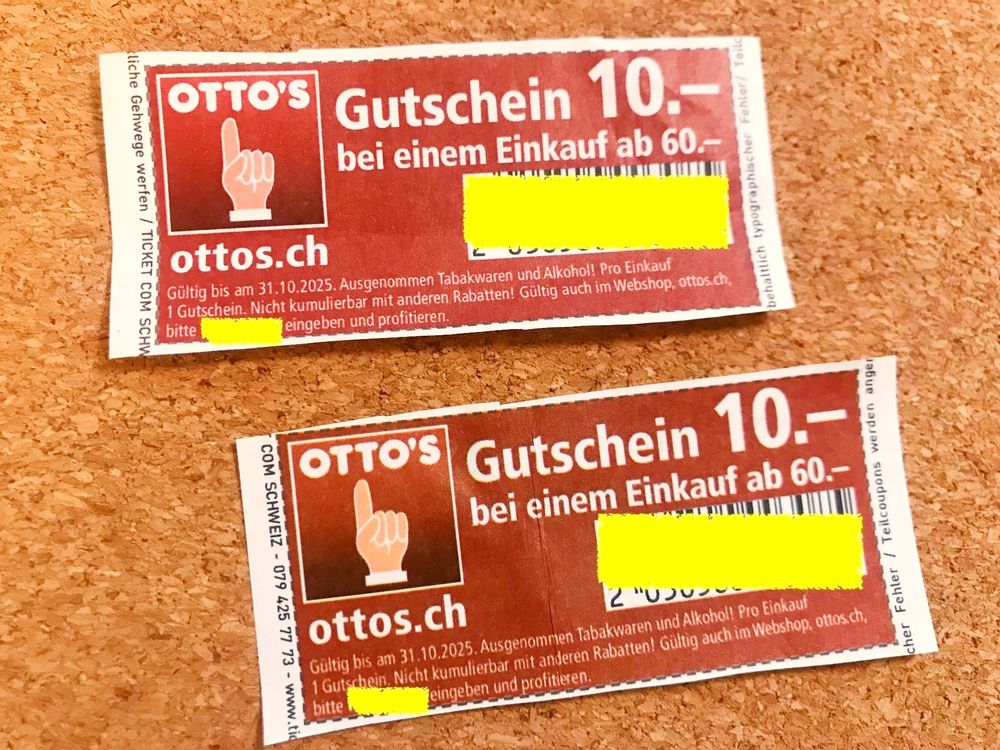 liche Gehwege werfen / TICKET COM SCHW
OTTO'S
ottos.ch
Gutschein 10.–
bei einem Einkauf ab 60.–
Gültig bis am 31.10.2025. Ausgenommen Tabakwaren und Alkohol! Pro Einkauf
1 Gutschein. Nicht kumulierbar mit anderen Rabatten! Gültig auch im Webshop, ottos.ch,
bitte eingeben und profitieren.
behaltlich typographischer Fehler/ Teilc
COM SCHWEIZ - 079 425 77 73 - www.tic
OTTO'S
ottos.ch
Gutschein 10.–
bei einem Einkauf ab 60.–
Gültig bis am 31.10.2025. Ausgenommen Tabakwaren und Alkohol! Pro Einkauf
1 Gutschein. Nicht kumulierbar mit anderen Rabatten! Gültig auch im Webshop, ottos.ch,
bitte eingeben und profitieren.
cher Fehler / Teilcoupons werden anger